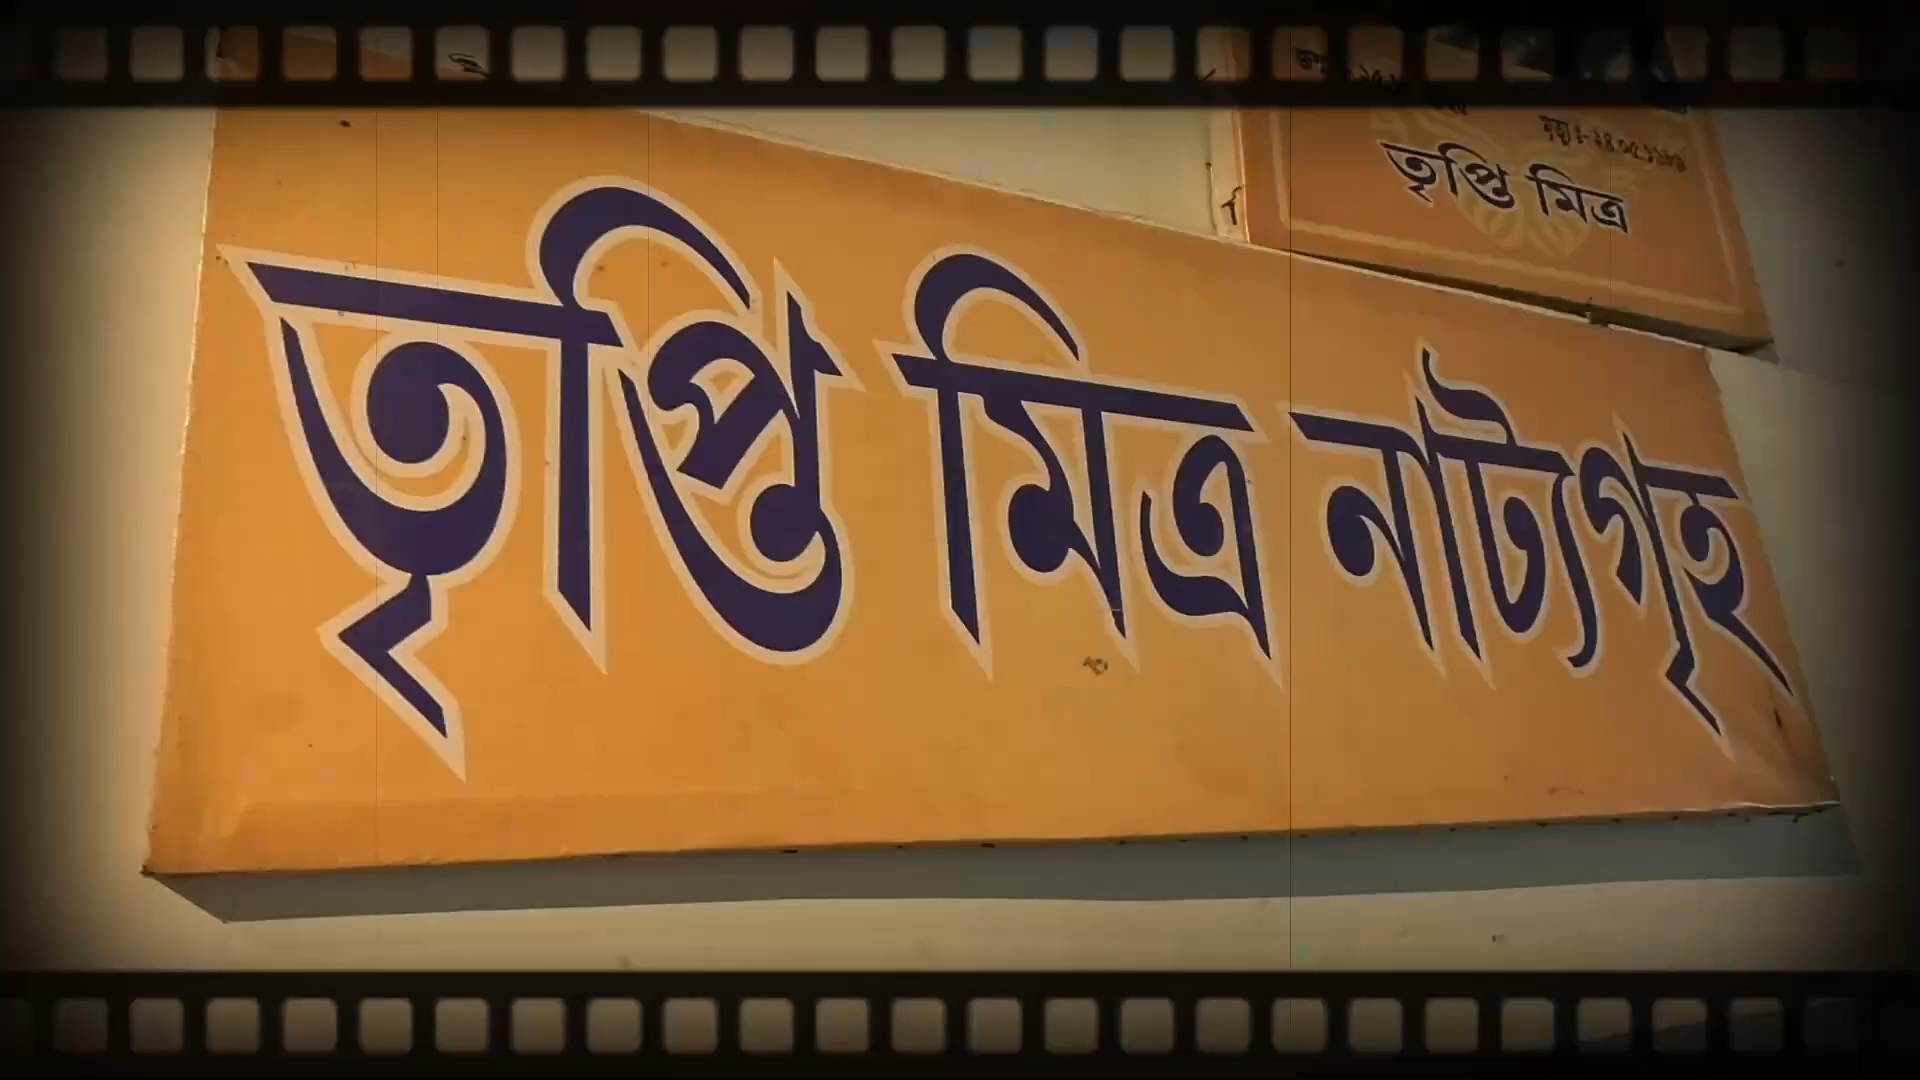 তৃপ্তি মিত্র
তৃপ্তি মিত্র নাট্যগৃহ